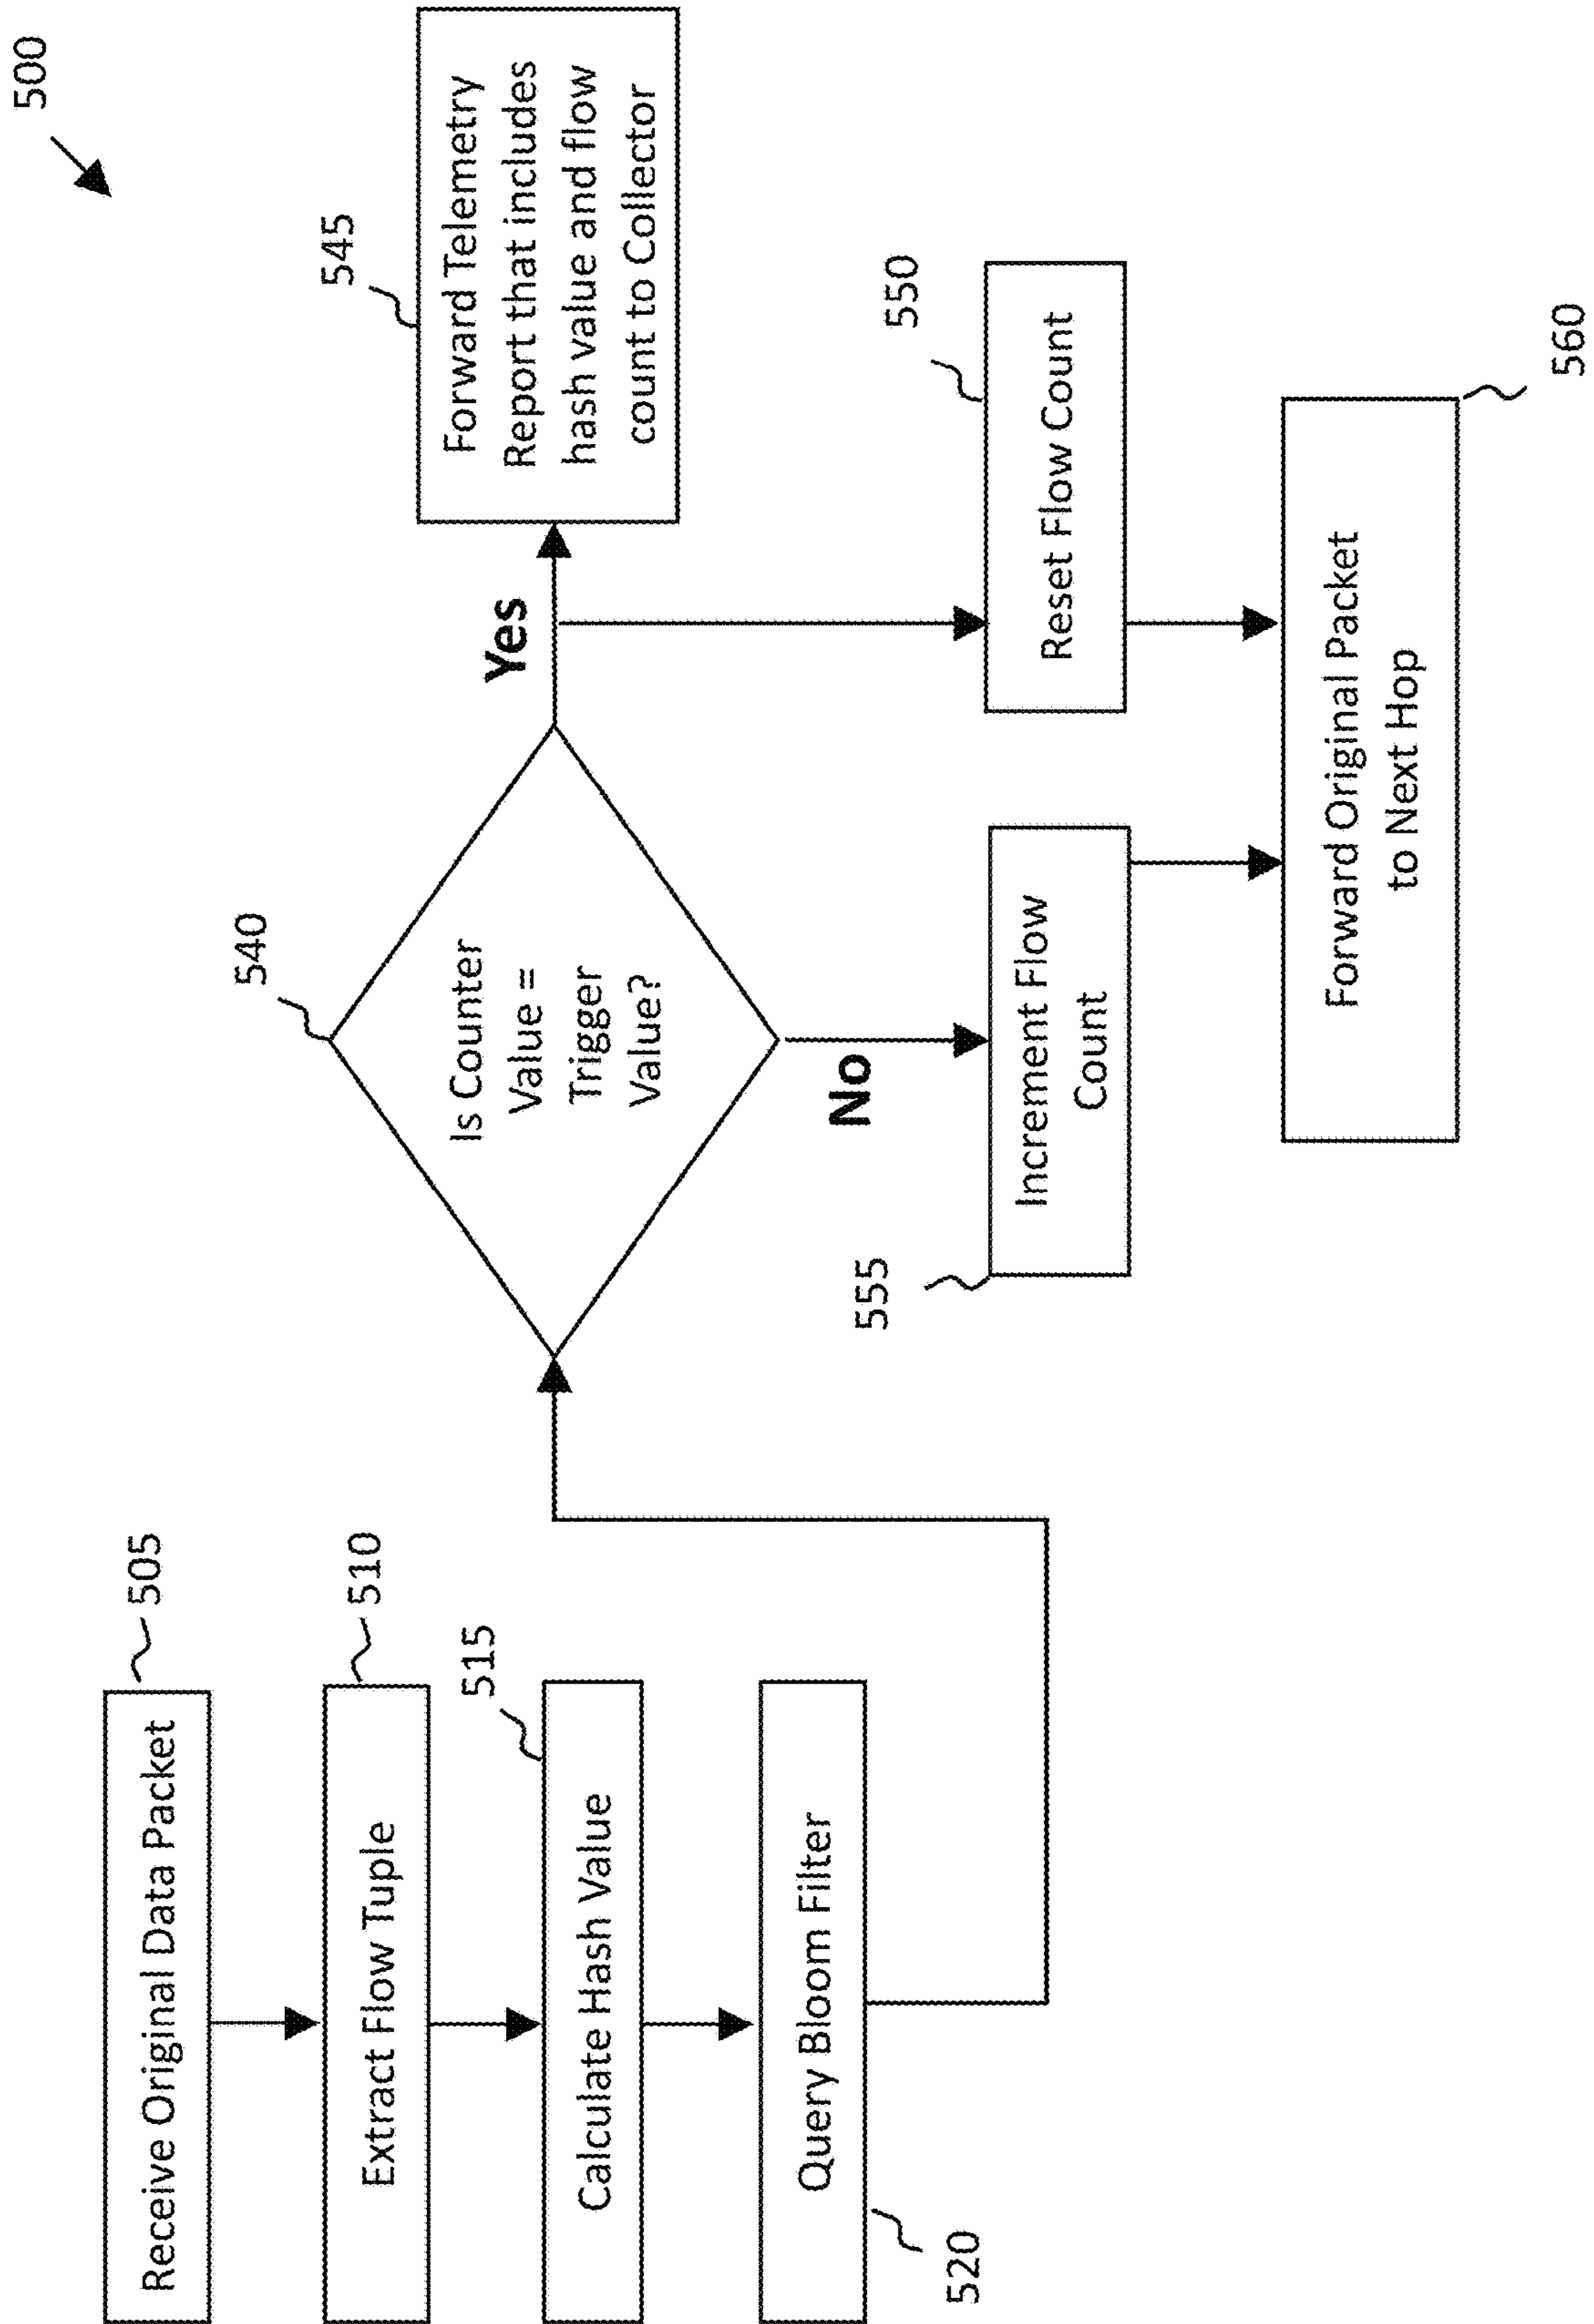 500
Receive Original Data Packet
505
Extract Flow Tuple
510
Calculate Hash Value
515
Query Bloom Filter
520
Is Counter
Value =
Trigger
Value?
540
Yes
Forward Telemetry
Report that includes
hash value and flow
count to Collector
545
No
Reset Flow Count
550
Increment Flow
Count
555
Forward Original Packet
to Next Hop
560